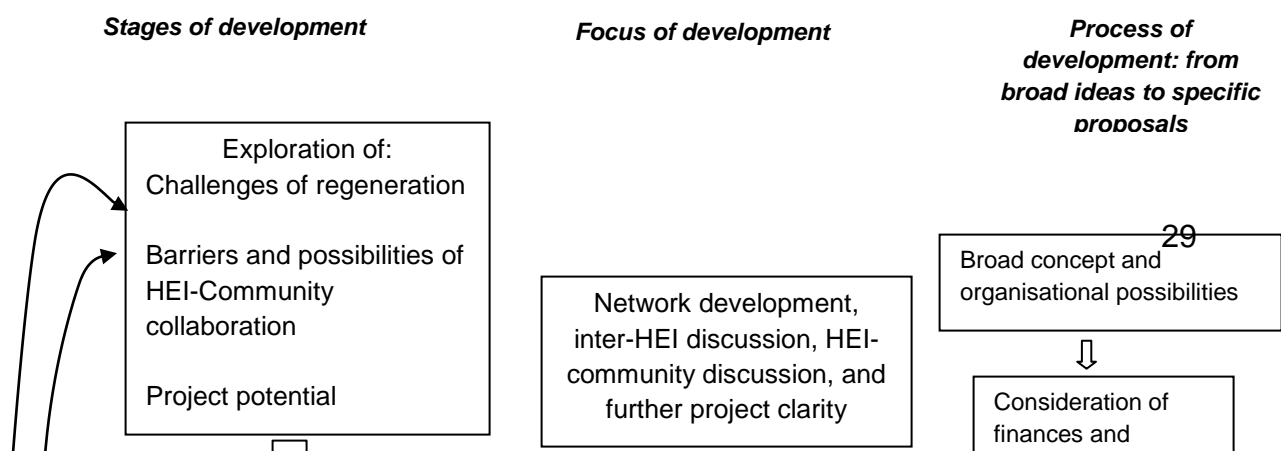 Stages of development
Focus of development
Process of
development: from
broad ideas to specific
proposals
Exploration of:
Challenges of regeneration
Barriers and possibilities of
HEI-Community
collaboration
Project potential
Network development,
inter-HEI discussion, HEI-
community discussion, and
further project clarity
29
Broad concept and
organisational possibilities
Consideration of
finances and